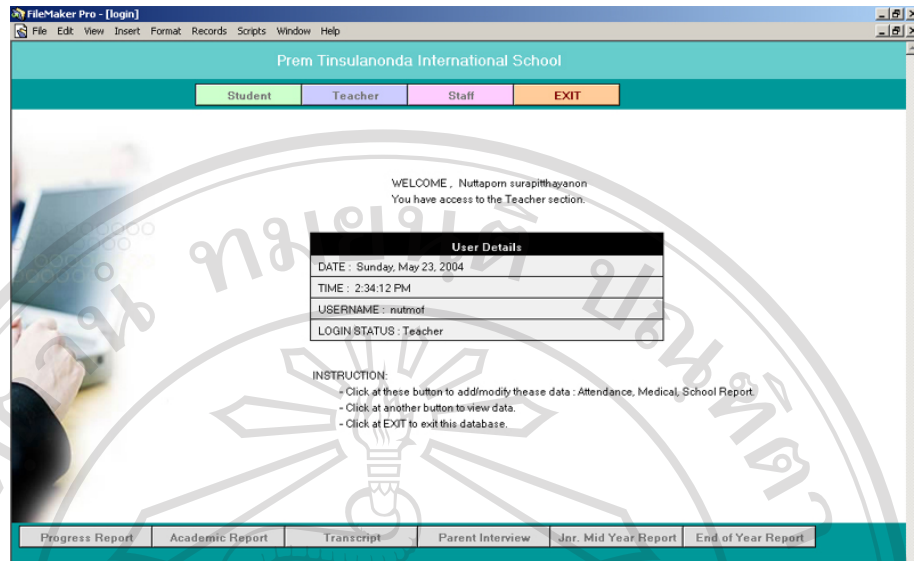 FileMaker Pro - [login]
File Edit View Insert Format Records Scripts Window Help
Prem Tinsulanonda International School
Student Teacher Staff EXIT
WELCOME , Nuttaporn surapitthayanon
You have access to the Teacher section.
User Details
DATE : Sunday, May 23, 2004
TIME : 2:34:12 PM
USERNAME : nutmof
LOGIN STATUS : Teacher
INSTRUCTION:
- Click at these button to add/modify thease data : Attendance, Medical, School Report.
- Click at another button to view data.
- Click at EXIT to exit this database.
Progress Report Academic Report Transcript Parent Interview Jnr. Mid Year Report End of Year Report